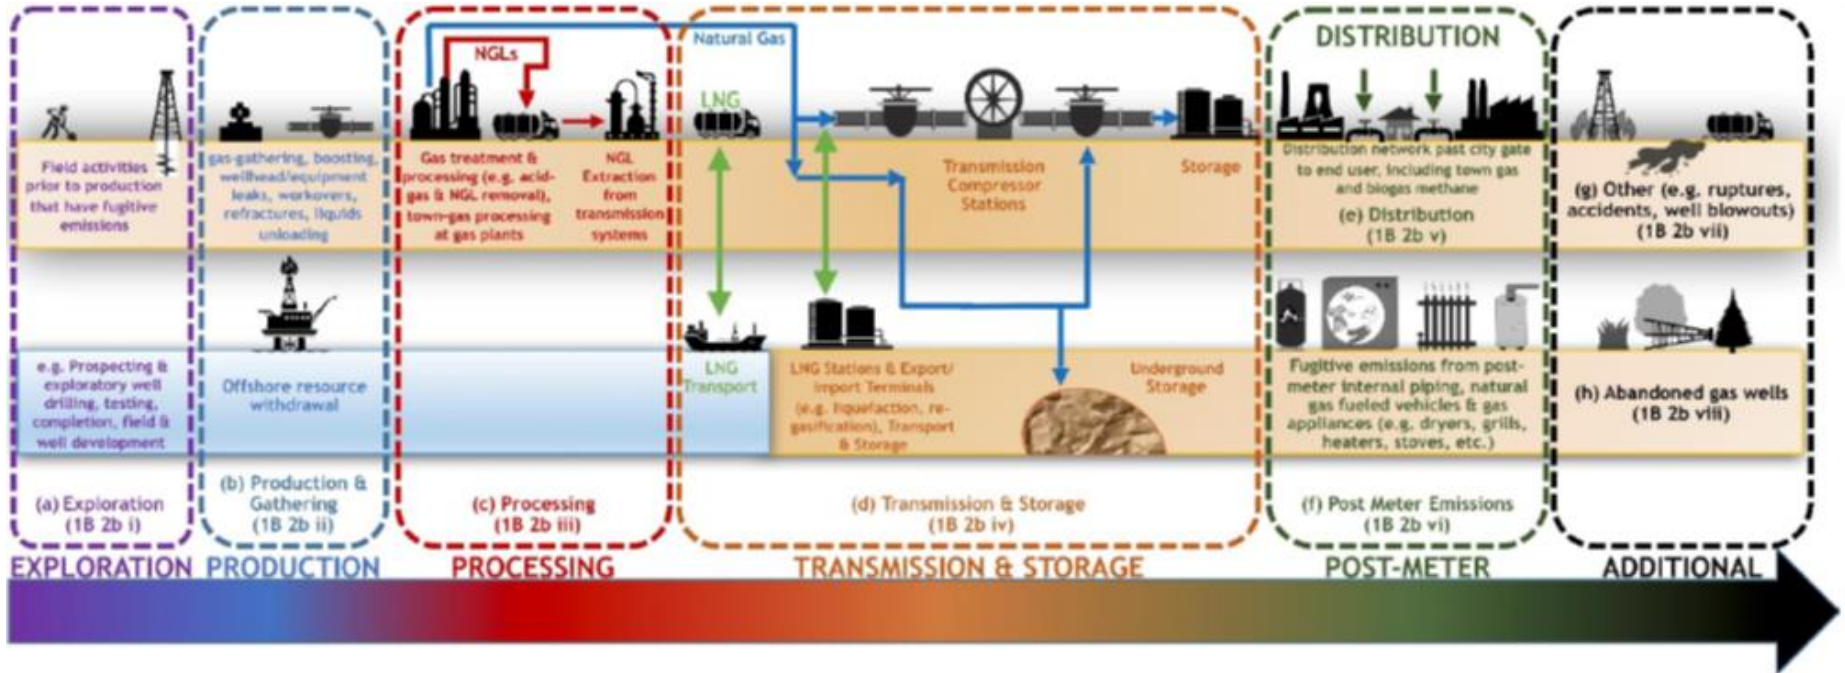 Field activities
prior to production
that have fugitive
emissions
e.g. Prospecting &
exploratory well
drilling, testing,
completion, field &
well development
(a) Exploration
(1B 2b i)
EXPLORATION
gas-gathering, boosting,
wellhead/equipment
leaks, workovers,
refractures, liquids
unloading
Offshore resource
withdrawal
(b) Production &
Gathering
(1B 2b ii)
PRODUCTION
NGLs
Gas treatment &
processing (e.g. acid-
gas & NGL removal),
town-gas processing
at gas plants
NGL
Extraction
from
transmission
systems
(c) Processing
(1B 2b iii)
PROCESSING
Natural Gas
LNG
Transmission
Compressor
Stations
Storage
LNG
Transport
LNG Stations & Export/
Import Terminals
(e.g. liquefaction, re-
gasification), Transport
& Storage
Underground
Storage
(d) Transmission & Storage
(1B 2b iv)
TRANSMISSION & STORAGE
DISTRIBUTION
Distribution network past city gate
to end user, including town gas
and biogas methane
(e) Distribution
(1B 2b v)
Fugitive emissions from post-
meter internal piping, natural
gas fueled vehicles & gas
appliances (e.g. dryers, grills,
heaters, stoves, etc.)
(f) Post Meter Emissions
(1B 2b vi)
POST-METER
(g) Other (e.g. ruptures,
accidents, well blowouts)
(1B 2b vii)
(h) Abandoned gas wells
(1B 2b viii)
ADDITIONAL